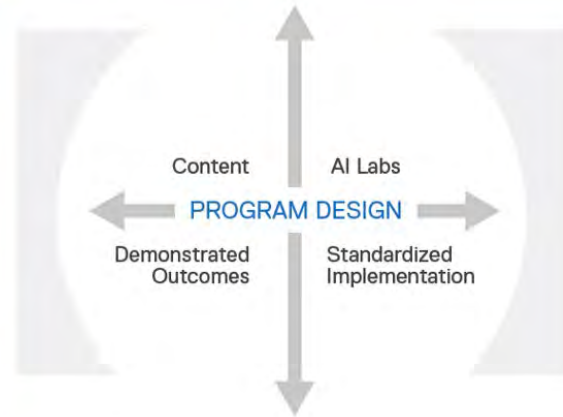 Content
AI Labs
PROGRAM DESIGN
Demonstrated
Outcomes
Standardized
Implementation